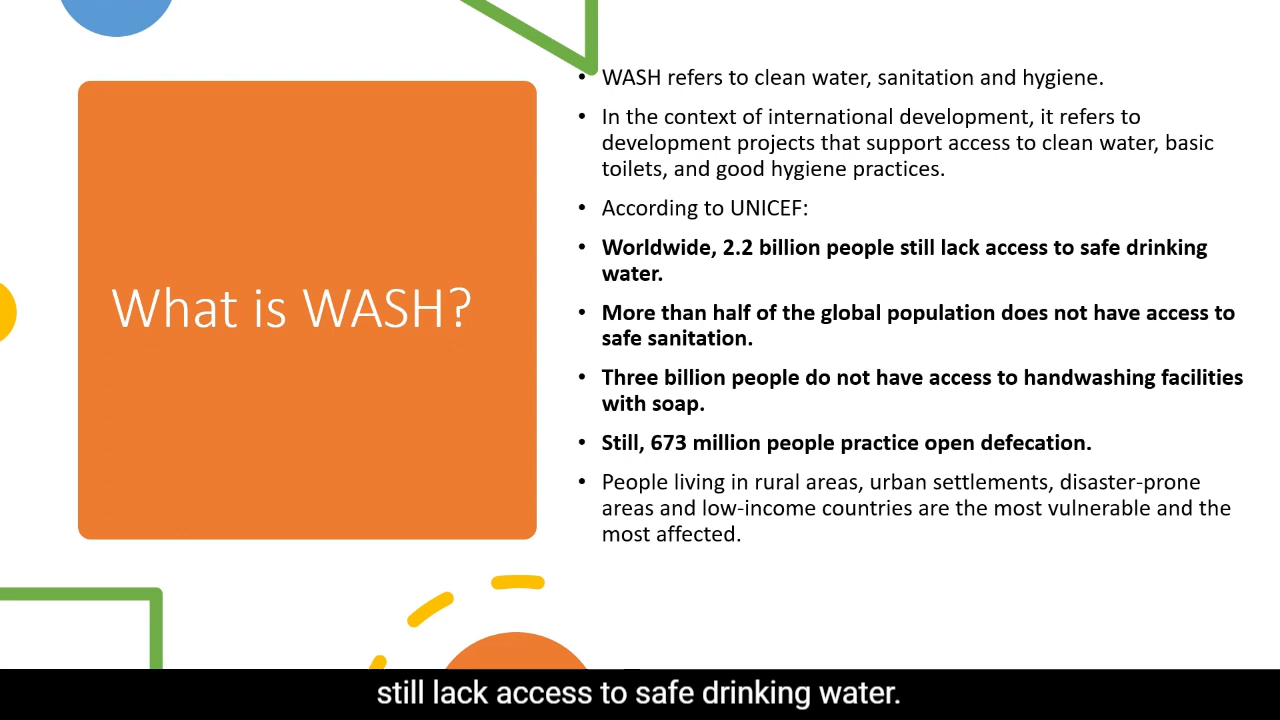 What is WASH?
• WASH refers to clean water, sanitation and hygiene.
• In the context of international development, it refers to
development projects that support access to clean water, basic
toilets, and good hygiene practices.
• According to UNICEF:
• Worldwide, 2.2 billion people still lack access to safe drinking
water.
• More than half of the global population does not have access to
safe sanitation.
• Three billion people do not have access to handwashing facilities
with soap.
• Still, 673 million people practice open defecation.
• People living in rural areas, urban settlements, disaster-prone
areas and low-income countries are the most vulnerable and the
most affected.
still lack access to safe drinking water.